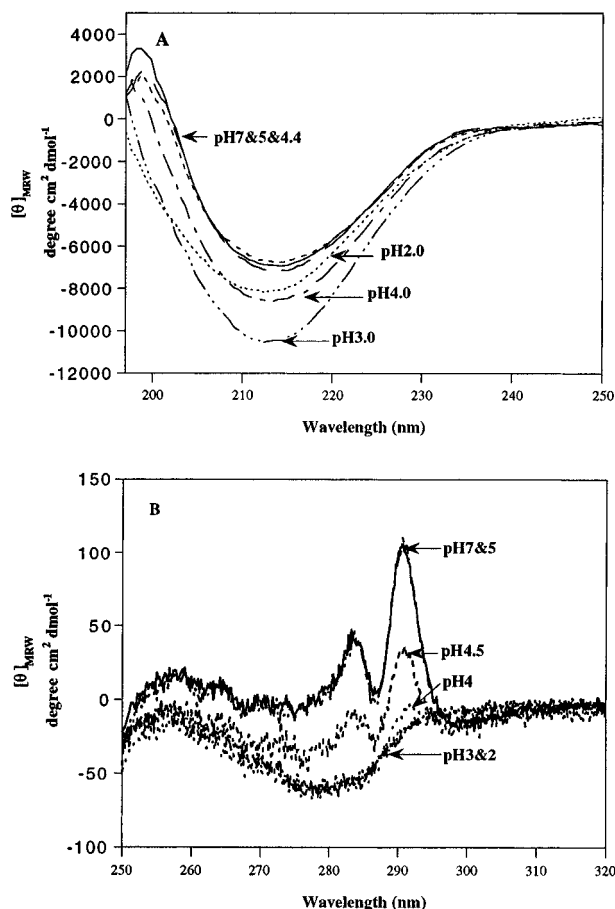 A
4000
2000
0
-2000
-4000
-6000
-8000
-10000
-12000
[θ]MRW
degree cm² dmol⁻¹
pH7&5&4.4
pH2.0
pH4.0
pH3.0
200
210
220
230
240
250
Wavelength (nm)
B
150
100
50
0
-50
-100
[θ]MRW
degree cm² dmol⁻¹
pH7&5
pH4.5
pH4
pH3&2
250
260
270
280
290
300
310
320
Wavelength (nm)